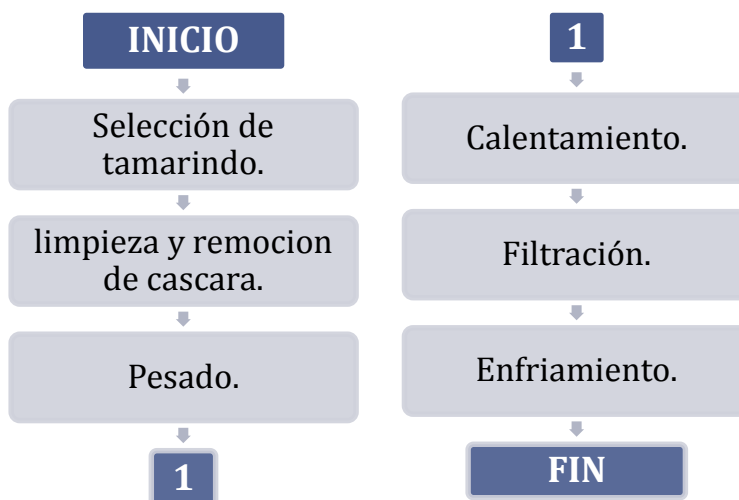 INICIO
Selección de
tamarindo.
limpieza y remocion
de cascara.
Pesado.
1
1
Calentamiento.
Filtración.
Enfriamiento.
FIN